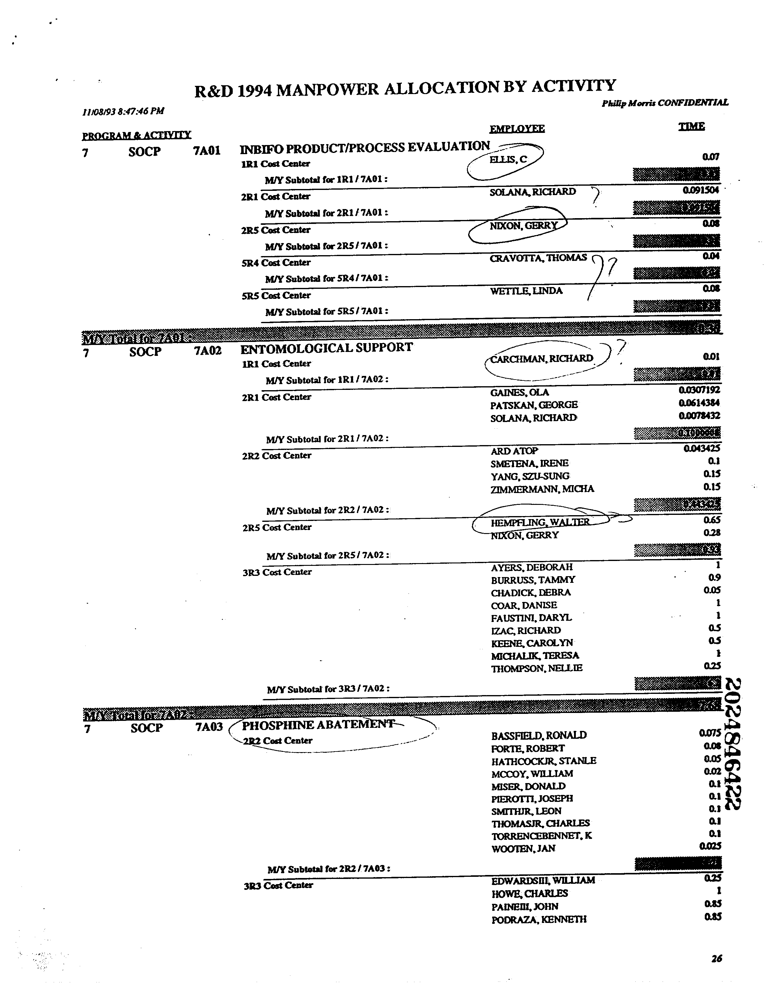 R&D 1994 MANPOWER ALLOCATION BY ACTIVITY
11/08/93 8:47:46 PM Philip Morris CONFIDENTIAL
PROGRAM & ACTIVITY EMPLOYEE TIME
7 SOCP 7A01 INBIFO PRODUCT/PROCESS EVALUATION
1R1 Cost Center ELLIS, C 0.07
M/Y Subtotal for 1R1 / 7A01 :
2R1 Cost Center SOLANA, RICHARD ? 0.091504
M/Y Subtotal for 2R1 / 7A01 :
2R5 Cost Center NIXON, GERRY 0.08
M/Y Subtotal for 2R5 / 7A01 :
5R4 Cost Center CRAVOTTA, THOMAS ?? 0.04
M/Y Subtotal for 5R4 / 7A01 :
5R5 Cost Center WETTLE, LINDA 0.08
M/Y Subtotal for 5R5 / 7A01 :
M/Y Total for 7A01 :
7 SOCP 7A02 ENTOMOLOGICAL SUPPORT
1R1 Cost Center CARCHMAN, RICHARD ? 0.01
M/Y Subtotal for 1R1 / 7A02 :
2R1 Cost Center GAINES, OLA 0.0307192
PATSKAN, GEORGE 0.0614384
SOLANA, RICHARD 0.0078432
M/Y Subtotal for 2R1 / 7A02 :
2R2 Cost Center ARD ATOP 0.043425
SMETENA, IRENE 0.1
YANG, SZU-SUNG 0.15
ZIMMERMANN, MICHA 0.15
M/Y Subtotal for 2R2 / 7A02 : 0.443425
2R5 Cost Center HEMPFLING, WALTER 0.65
NIXON, GERRY 0.28
M/Y Subtotal for 2R5 / 7A02 : 0.93
3R3 Cost Center AYERS, DEBORAH 1
BURRUSS, TAMMY 0.9
CHADICK, DEBRA 0.05
COAR, DANISE 1
FAUSTINI, DARYL 1
IZAC, RICHARD 0.5
KEENE, CAROLYN 0.5
MICHALIK, TERESA 1
THOMPSON, NELLIE 0.25
M/Y Subtotal for 3R3 / 7A02 :
M/Y Total for 7A02 :
7 SOCP 7A03 PHOSPHINE ABATEMENT
2R2 Cost Center BASSFIELD, RONALD 0.075
FORTE, ROBERT 0.08
HATHCOCKJR, STANLE 0.05
MCCOY, WILLIAM 0.02
MISER, DONALD 0.1
PIEROTTI, JOSEPH 0.1
SMITHJR, LEON 0.1
THOMASJR, CHARLES 0.1
TORRENCEBENNET, K 0.1
WOOTEN, JAN 0.025
M/Y Subtotal for 2R2 / 7A03 :
3R3 Cost Center EDWARDSIII, WILLIAM 0.25
HOWE, CHARLES 1
PAINEIII, JOHN 0.85
PODRAZA, KENNETH 0.85
2024846422
26